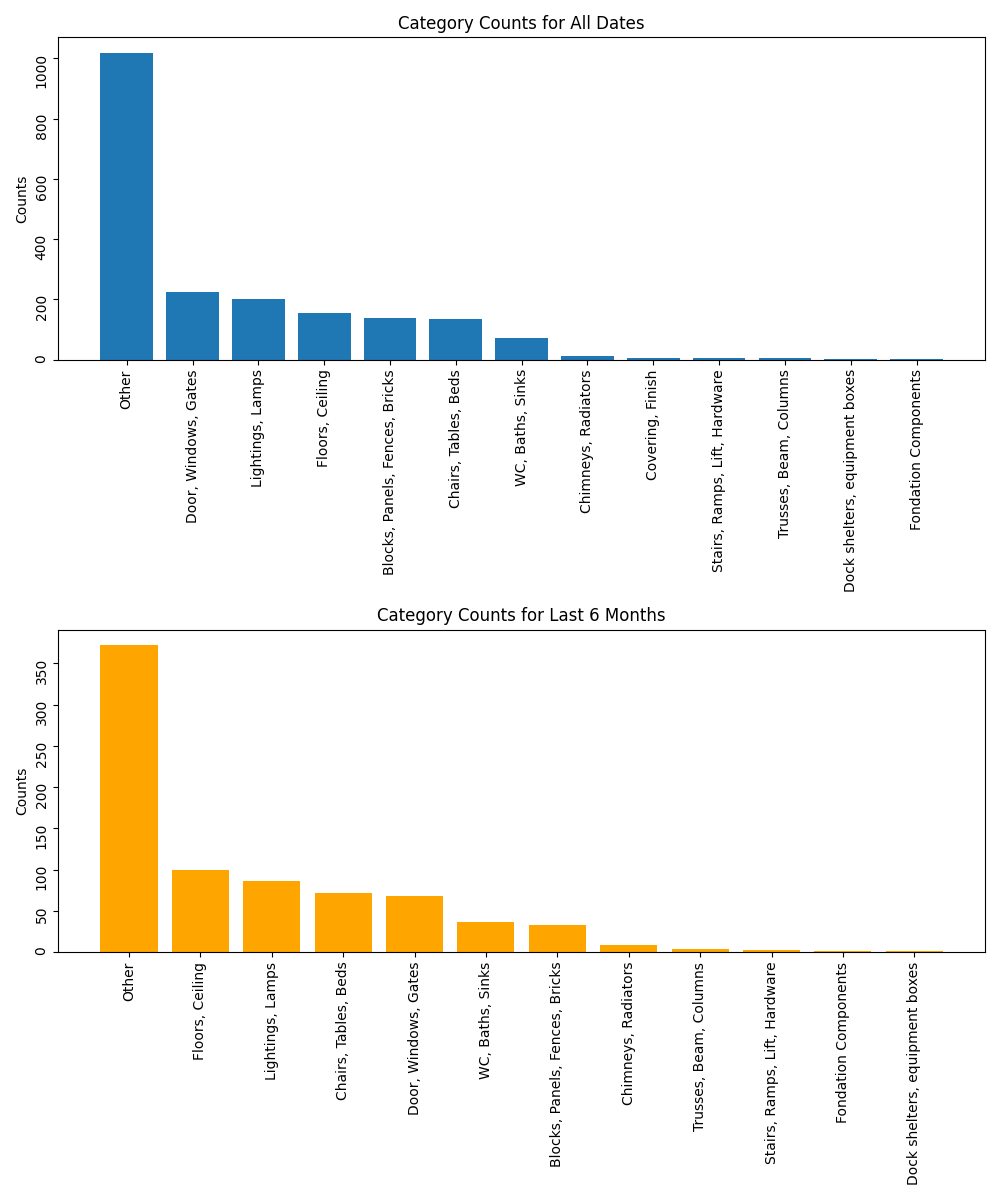 Category Counts for All Dates
Counts
1000
800
600
400
200
0
Other
Door, Windows, Gates
Lightings, Lamps
Floors, Ceiling
Blocks, Panels, Fences, Bricks
Chairs, Tables, Beds
WC, Baths, Sinks
Chimneys, Radiators
Covering, Finish
Stairs, Ramps, Lift, Hardware
Trusses, Beam, Columns
Dock shelters, equipment boxes
Fondation Components
Category Counts for Last 6 Months
Counts
350
300
250
200
150
100
50
0
Other
Floors, Ceiling
Lightings, Lamps
Chairs, Tables, Beds
Door, Windows, Gates
WC, Baths, Sinks
Blocks, Panels, Fences, Bricks
Chimneys, Radiators
Trusses, Beam, Columns
Stairs, Ramps, Lift, Hardware
Fondation Components
Dock shelters, equipment boxes